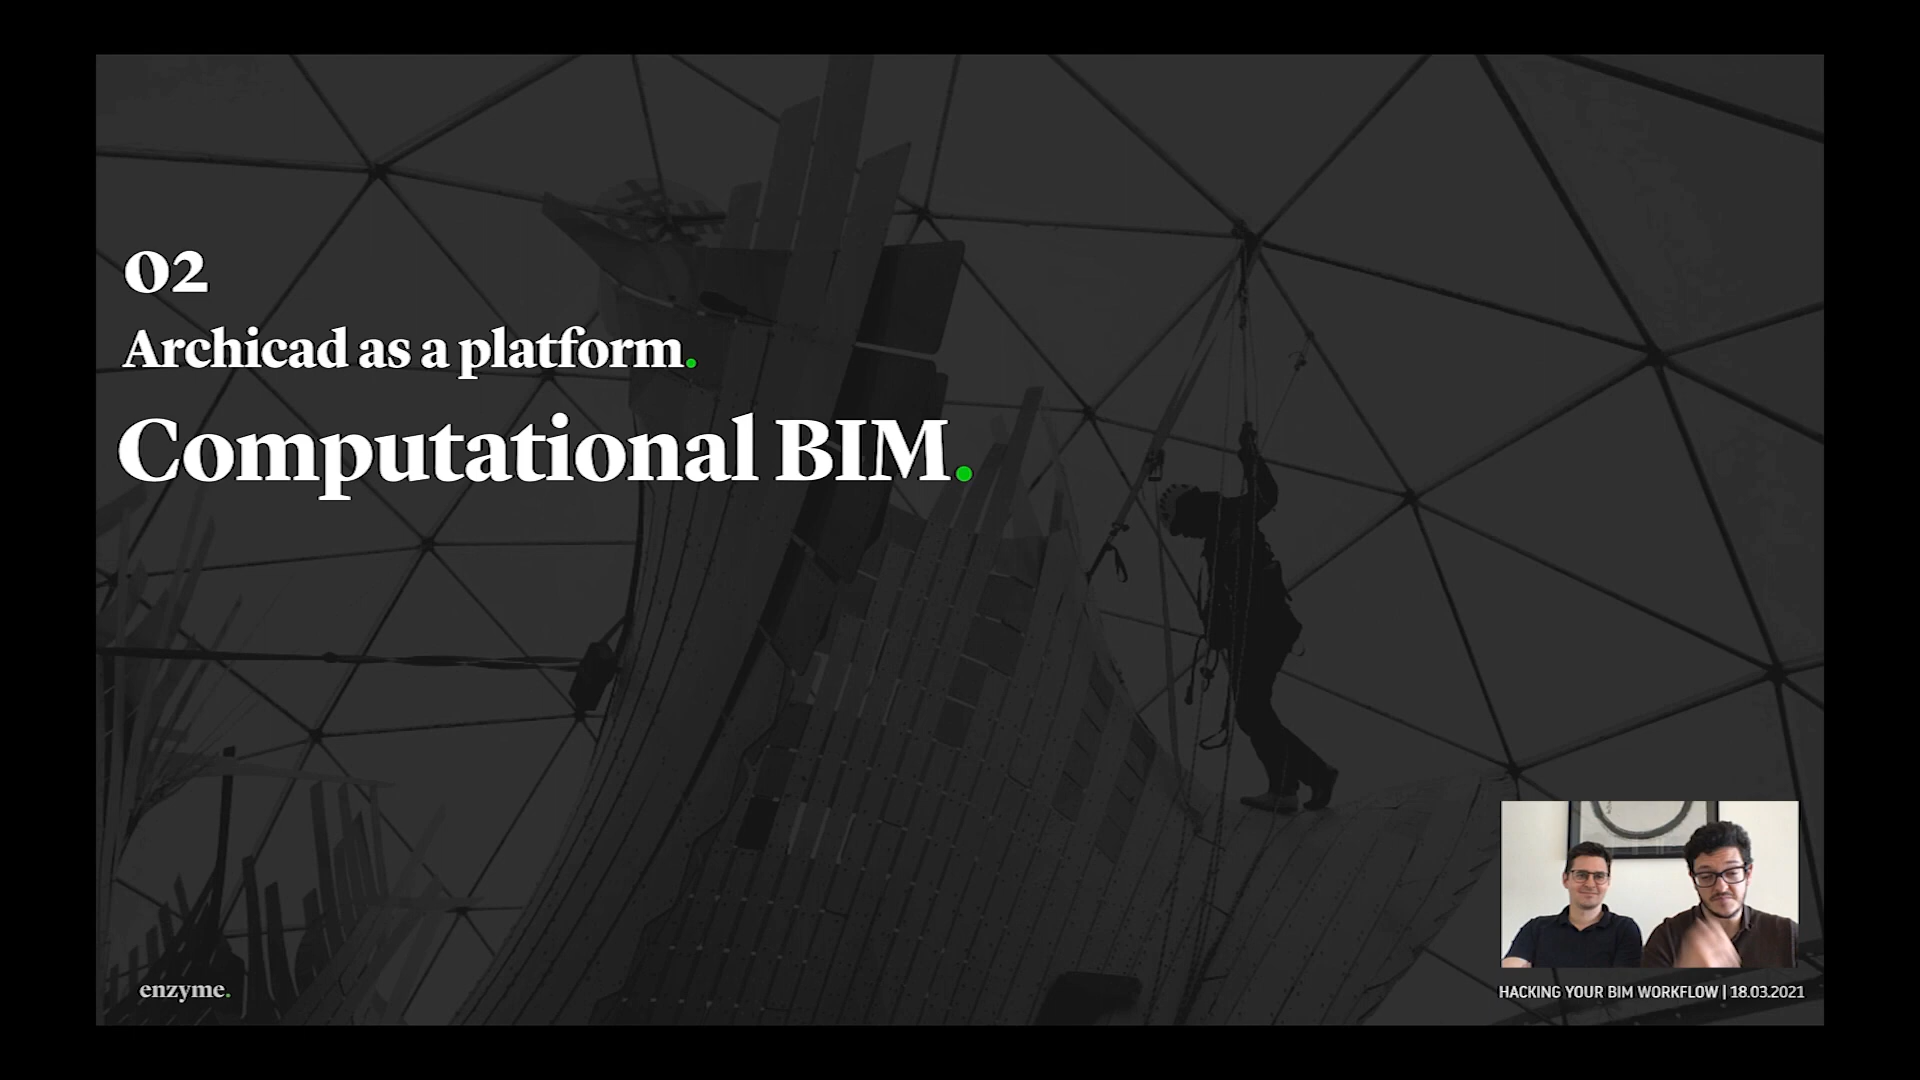 02
Archicad as a platform.
Computational BIM.
enzyme.
HACKING YOUR BIM WORKFLOW | 18.03.2021